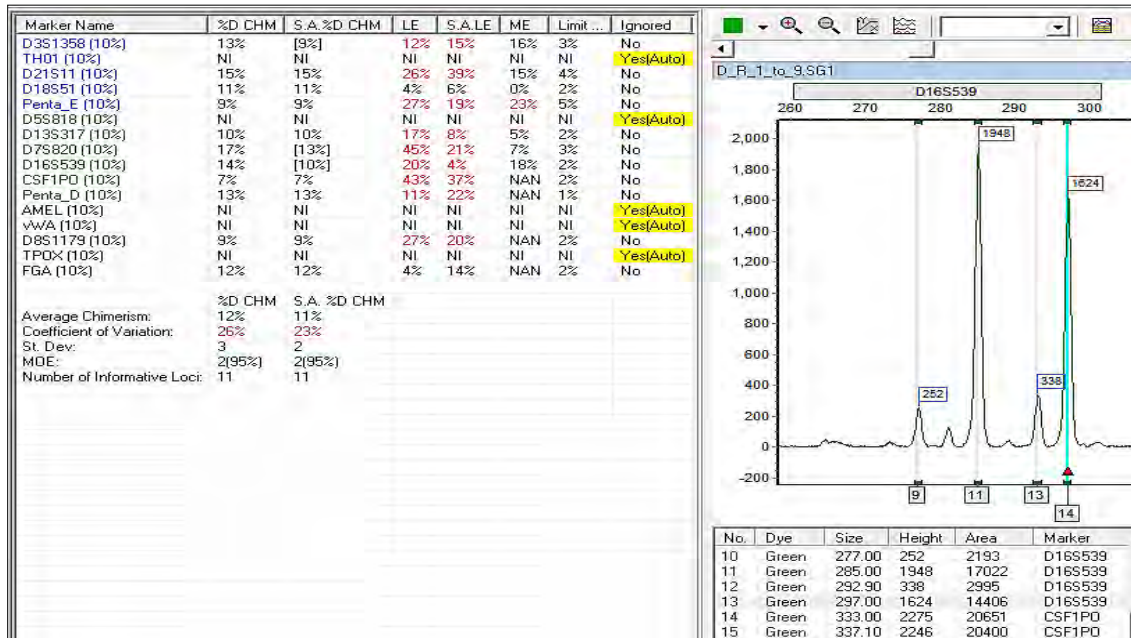 Marker Name %D CHM S.A.%D CHM LE S.A.LE ME Limit ... Ignored
D3S1358 (10%) 13% [9%] 12% 15% 16% 3% No
TH01 (10%) NI NI NI NI NI NI Yes(Auto)
D21S11 (10%) 15% 15% 26% 39% 15% 4% No
D18S51 (10%) 11% 11% 4% 6% 0% 2% No
Penta_E (10%) 9% 9% 27% 19% 23% 5% No
D5S818 (10%) NI NI NI NI NI NI Yes(Auto)
D13S317 (10%) 10% 10% 17% 8% 5% 2% No
D7S820 (10%) 17% [13%] 45% 21% 7% 3% No
D16S539 (10%) 14% [10%] 20% 4% 18% 2% No
CSF1PO (10%) 7% 7% 43% 37% NAN 2% No
Penta_D (10%) 13% 13% 11% 22% NAN 1% No
AMEL (10%) NI NI NI NI NI NI Yes(Auto)
vWA (10%) NI NI NI NI NI NI Yes(Auto)
D8S1179 (10%) 9% 9% 27% 20% NAN 2% No
TPOX (10%) NI NI NI NI NI NI Yes(Auto)
FGA (10%) 12% 12% 4% 14% NAN 2% No
%D CHM S.A. %D CHM
Average Chimerism: 12% 11%
Coefficient of Variation: 26% 23%
St. Dev: 3 2
MOE: 2(95%) 2(95%)
Number of Informative Loci: 11 11
D_R_1_to_9.SG1
D16S539
260 270 280 290 300
2,000
1,800
1,600
1,400
1,200
1,000
800
600
400
200
0
-200
1948
1624
338
252
9 11 13
14
No. Dye Size Height Area Marker
10 Green 277.00 252 2193 D16S539
11 Green 285.00 1948 17022 D16S539
12 Green 292.90 338 2995 D16S539
13 Green 297.00 1624 14406 D16S539
14 Green 333.00 2275 20651 CSF1PO
15 Green 337.10 2246 20400 CSF1PO